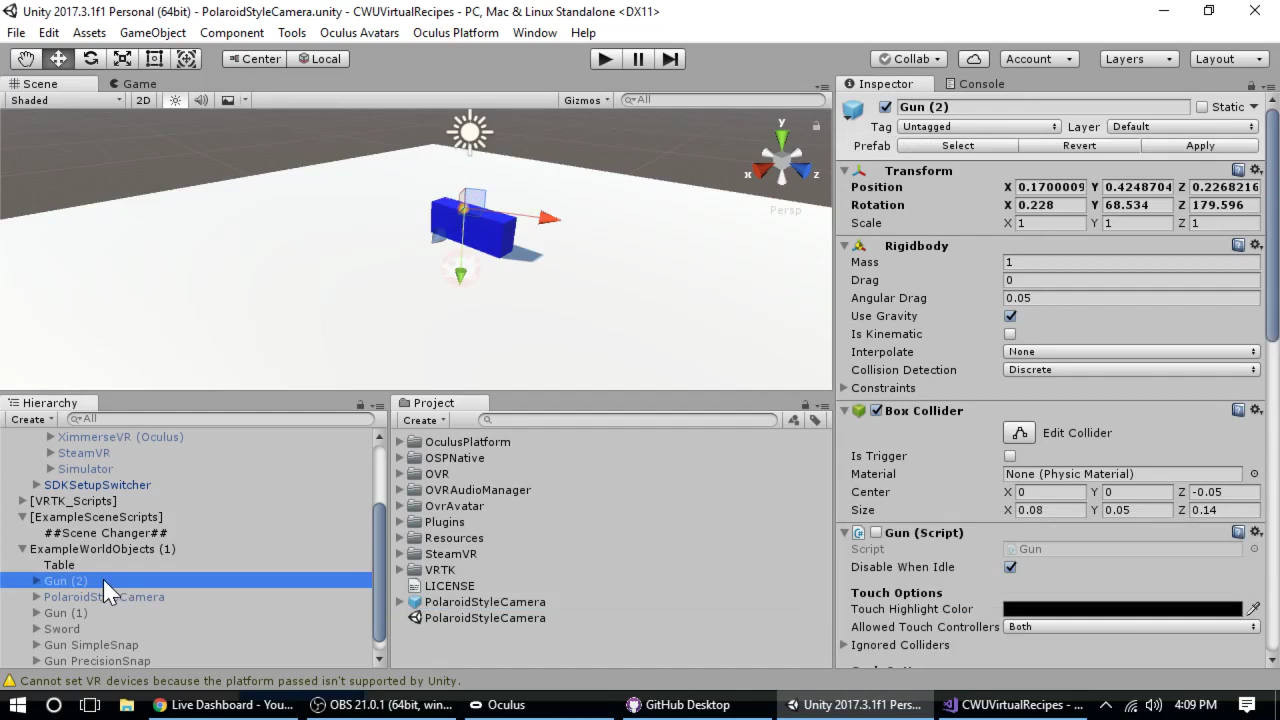 Unity 2017.3.1f1 Personal (64bit) - PolaroidStyleCamera.unity - CWUVirtualRecipes - PC, Mac & Linux Standalone <DX11>
File Edit Assets GameObject Component Tools Oculus Avatars Oculus Platform Window Help
Center Local Collab Account Layers Layout
Scene Game
Shaded 2D Gizmos All
y
x z
Persp
Inspector Console
Gun (2) Static
Tag Untagged Layer Default
Prefab Select Revert Apply
Transform
Position X 0.1700009 Y 0.4248704 Z 0.2268216
Rotation X 0.228 Y 68.534 Z 179.596
Scale X 1 Y 1 Z 1
Rigidbody
Mass 1
Drag 0
Angular Drag 0.05
Use Gravity
Is Kinematic
Interpolate None
Collision Detection Discrete
Constraints
Box Collider
Edit Collider
Is Trigger
Material None (Physic Material)
Center X 0 Y 0 Z -0.05
Size X 0.08 Y 0.05 Z 0.14
Gun (Script)
Script Gun
Disable When Idle
Touch Options
Touch Highlight Color
Allowed Touch Controllers Both
Ignored Colliders
Hierarchy
Create All
XimmerseVR (Oculus)
SteamVR
Simulator
SDKSetupSwitcher
[VRTK_Scripts]
[ExampleSceneScripts]
##Scene Changer##
ExampleWorldObjects (1)
Table
Gun (2)
PolaroidStyleCamera
Gun (1)
Sword
Gun SimpleSnap
Gun PrecisionSnap
Project
Create
OculusPlatform
OSPNative
OVR
OVRAudioManager
OvrAvatar
Plugins
Resources
SteamVR
VRTK
LICENSE
PolaroidStyleCamera
PolaroidStyleCamera
Cannot set VR devices because the platform passed isn't supported by Unity.
Live Dashboard - You... OBS 21.0.1 (64bit, win... Oculus GitHub Desktop Unity 2017.3.1f1 Pers... CWUVirtualRecipes - ... 4:09 PM